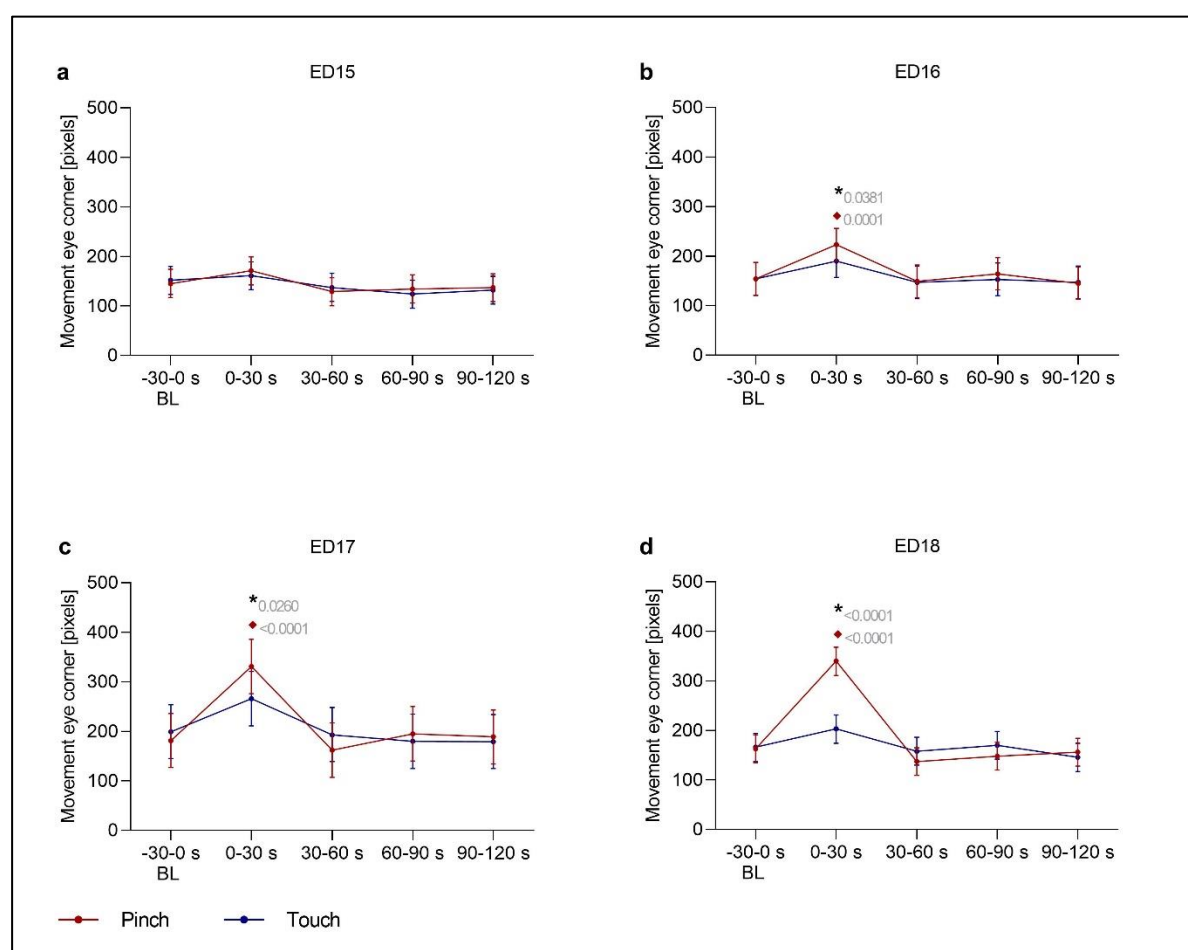 a
ED15
Movement eye corner [pixels]
500
400
300
200
100
0
-30-0 s 0-30 s 30-60 s 60-90 s 90-120 s
BL
b
ED16
Movement eye corner [pixels]
500
400
300
200
100
0
*0.0381
0.0001
-30-0 s 0-30 s 30-60 s 60-90 s 90-120 s
BL
c
ED17
Movement eye corner [pixels]
500
400
300
200
100
0
*0.0260
<0.0001
-30-0 s 0-30 s 30-60 s 60-90 s 90-120 s
BL
d
ED18
Movement eye corner [pixels]
500
400
300
200
100
0
*<0.0001
<0.0001
-30-0 s 0-30 s 30-60 s 60-90 s 90-120 s
BL
Pinch Touch